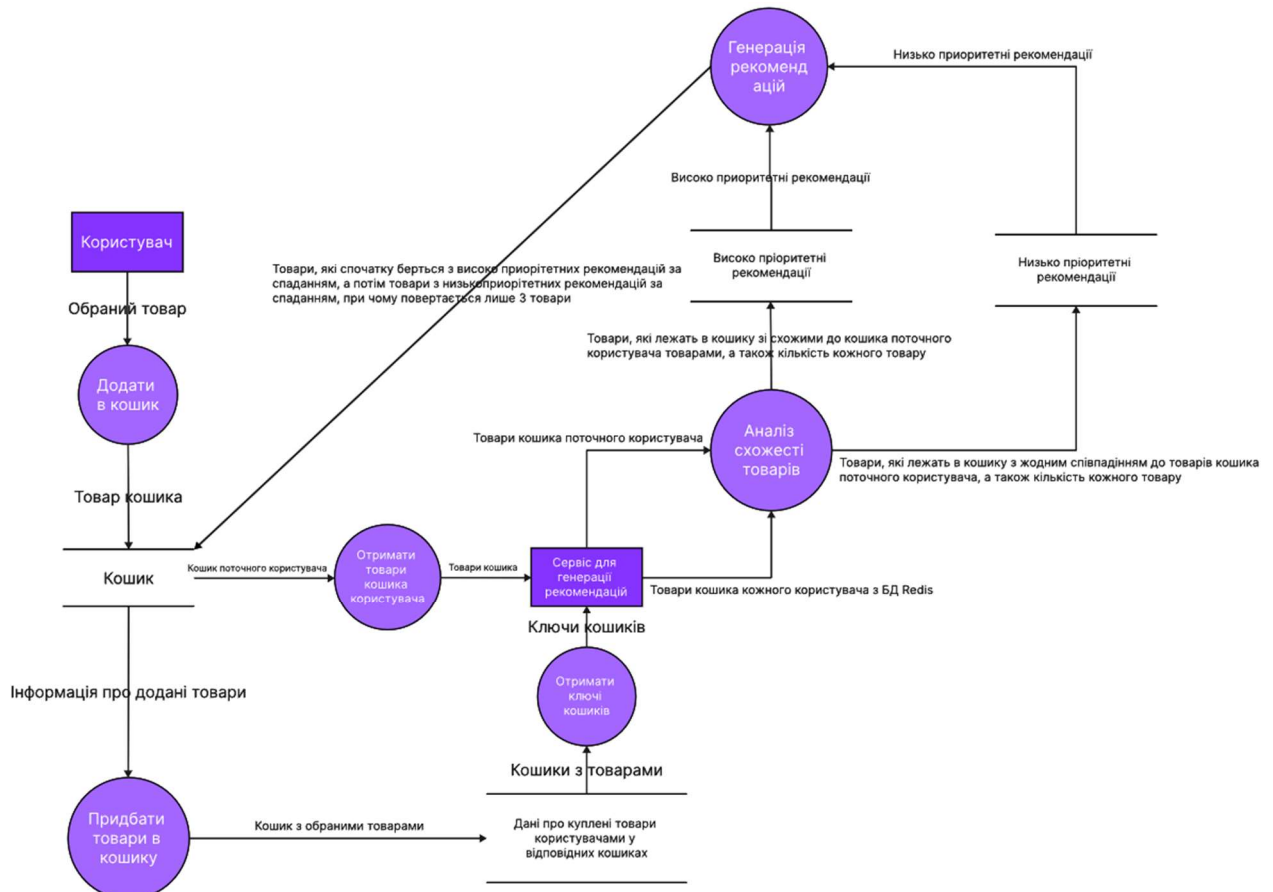 Генерація
рекоменд
ацій
Низько приоритетні рекомендації
Високо приоритетні рекомендації
Користувач
Обраний товар
Товари, які спочатку берться з високо приорітетних рекомендацій за
спаданням, а потім товари з низькоприорітетних рекомендацій за
спаданням, при чому повертається лише 3 товари
Високо пріоритетні
рекомендації
Низько пріоритетні
рекомендації
Товари, які лежать в кошику зі схожими до кошика поточного
користувача товарами, а також кількість кожного товару
Додати
в кошик
Товар кошика
Товари кошика поточного користувача
Аналіз
схожесті
товарів
Товари, які лежать в кошику з жодним співпадінням до товарів кошика
поточного користувача, а також кількість кожного товару
Кошик
Кошик поточного користувача
Отримати
товари
кошика
користувача
Товари кошика
Сервіс для
генерації
рекомендацій
Товари кошика кожного користувача з БД Redis
Ключи кошиків
Отримати
ключі
кошиків
Інформація про додані товари
Кошики з товарами
Придбати
товари в
кошику
Кошик з обраними товарами
Дані про куплені товари
користувачами у
відповідних кошиках